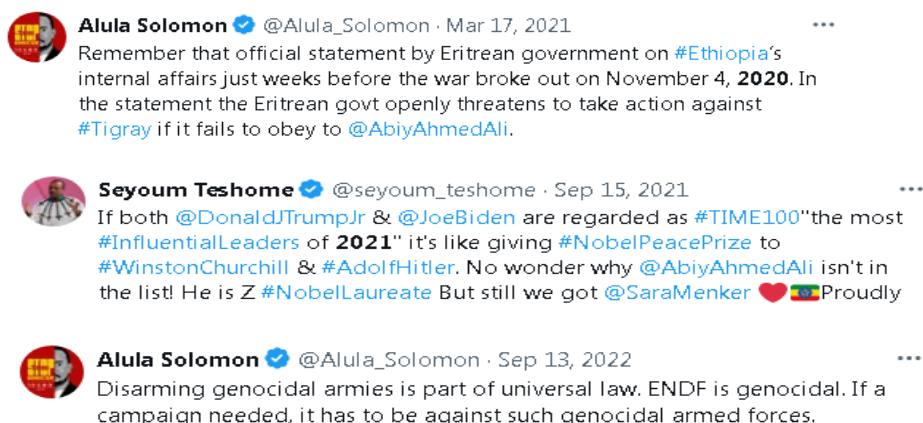 Alula Solomon @Alula_Solomon · Mar 17, 2021
Remember that official statement by Eritrean government on #Ethiopia's
internal affairs just weeks before the war broke out on November 4, 2020. In
the statement the Eritrean govt openly threatens to take action against
#Tigray if it fails to obey to @AbiyAhmedAli.
Seyoum Teshome @seyoum_teshome · Sep 15, 2021
If both @DonaldJTrumpJr & @JoeBiden are regarded as #TIME100"the most
#InfluentialLeaders of 2021" it's like giving #NobelPeacePrize to
#WinstonChurchill & #AdolfHitler. No wonder why @AbiyAhmedAli isn't in
the list! He is Z #NobelLaureate But still we got @SaraMenker ❤️🇪🇹Proudly
Alula Solomon @Alula_Solomon · Sep 13, 2022
Disarming genocidal armies is part of universal law. ENDF is genocidal. If a
campaign needed, it has to be against such genocidal armed forces.